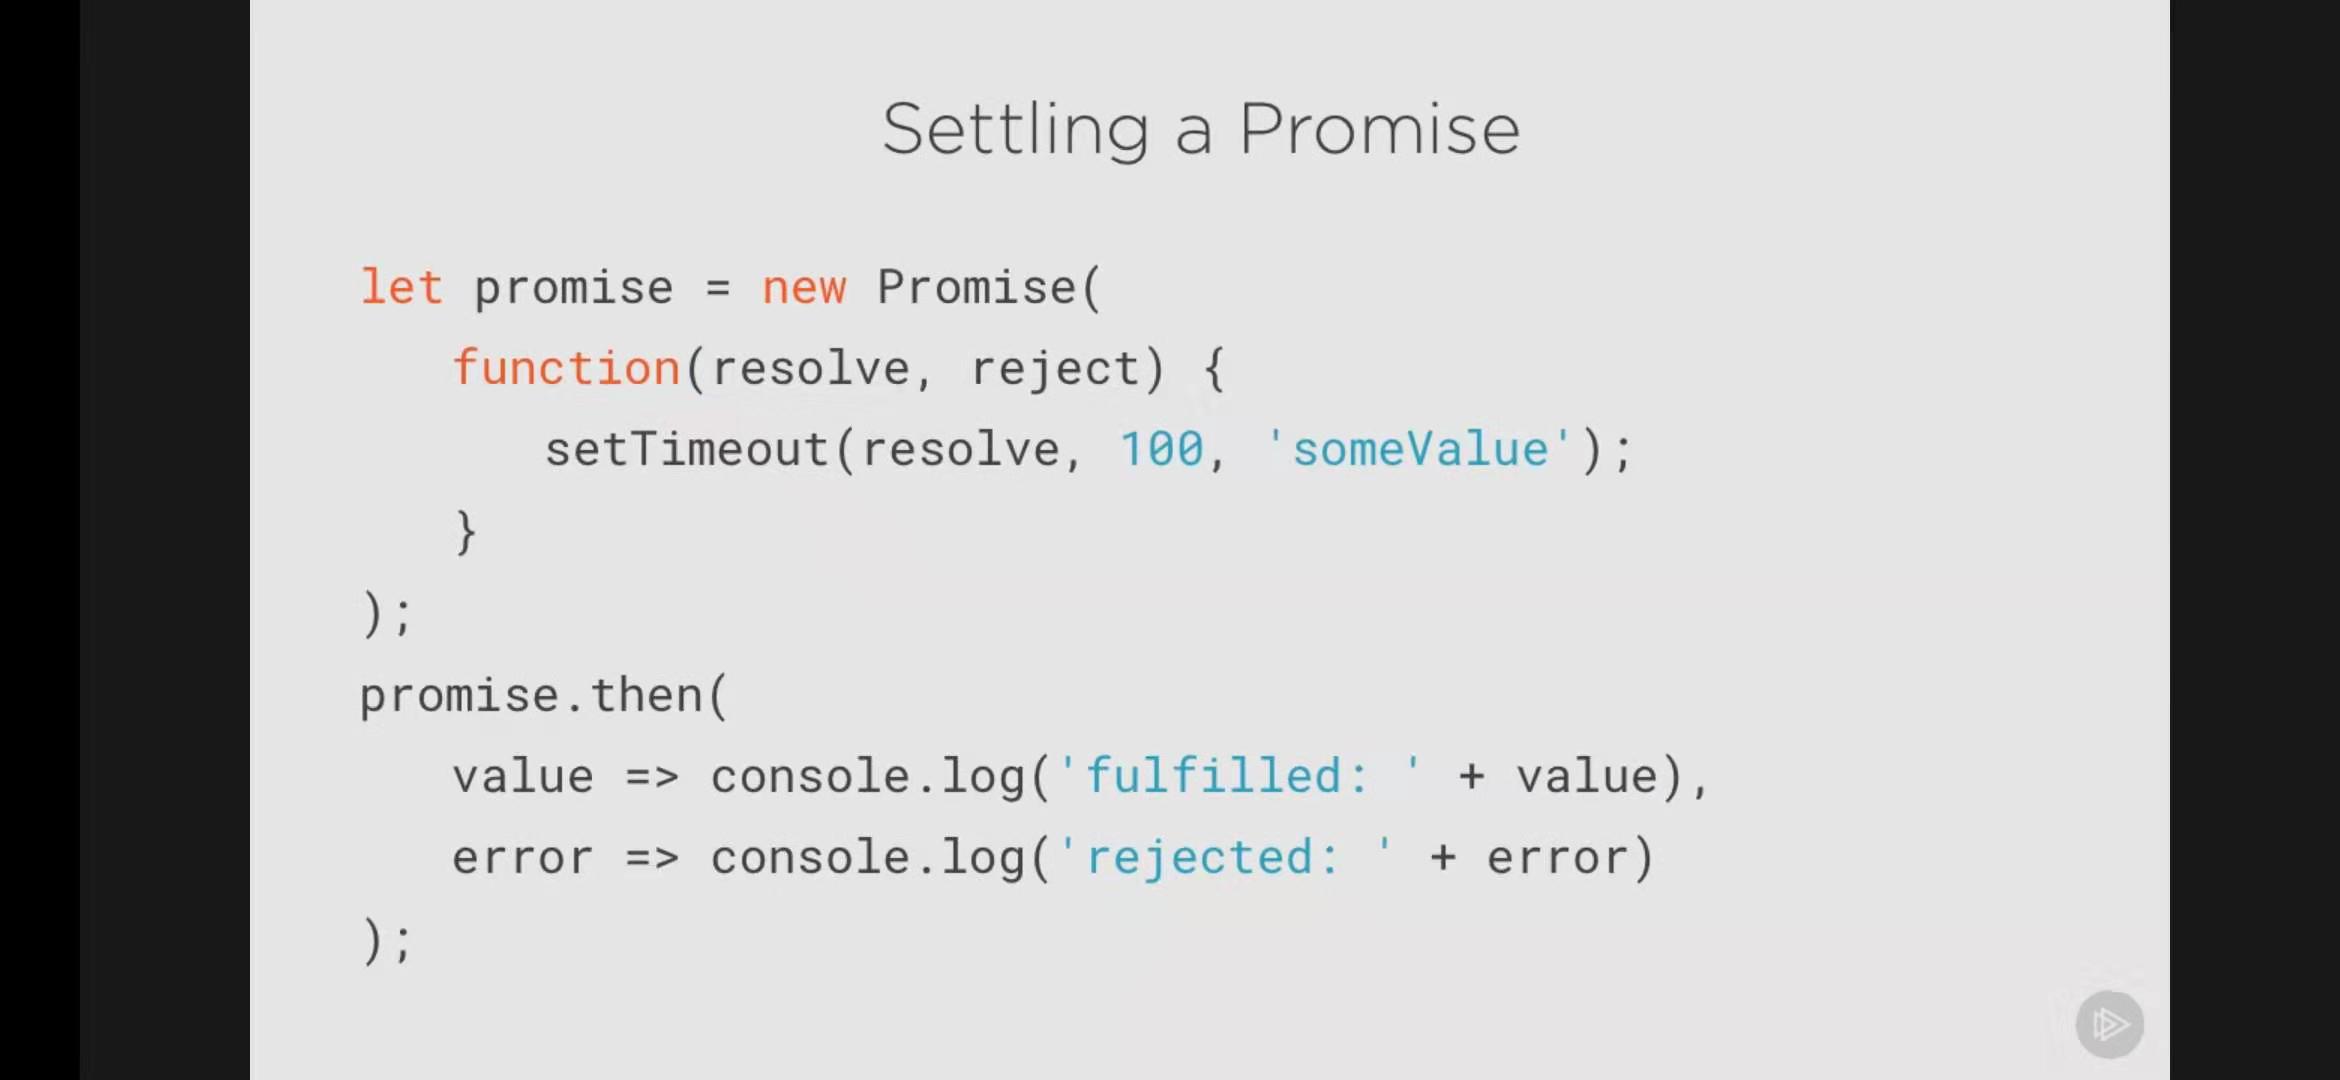 Settling a Promise
let promise = new Promise(
function(resolve, reject) {
setTimeout(resolve, 100, 'someValue');
}
);
promise.then(
value => console.log('fulfilled: ' + value),
error => console.log('rejected: ' + error)
);